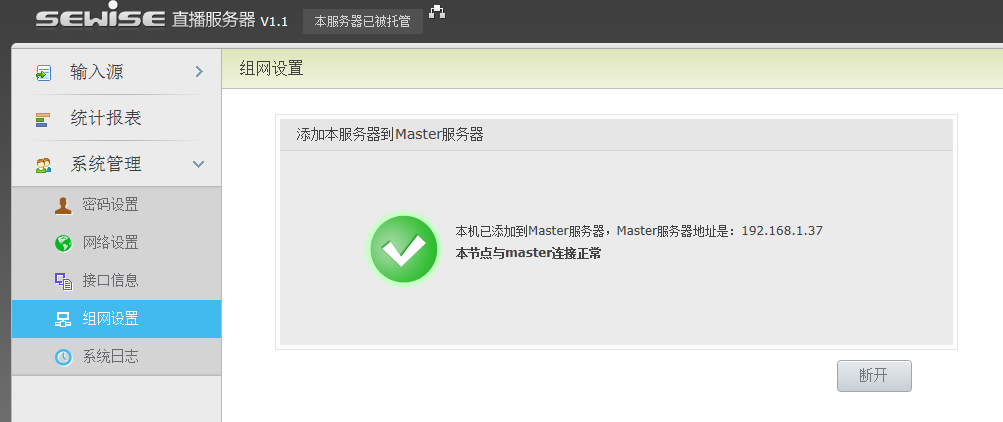 SEWISE 直播服务器 V1.1 本服务器已被托管
输入源
统计报表
系统管理
密码设置
网络设置
接口信息
组网设置
系统日志
组网设置
添加本服务器到Master服务器
本机已添加到Master服务器，Master服务器地址是：192.168.1.37
本节点与master连接正常
断开